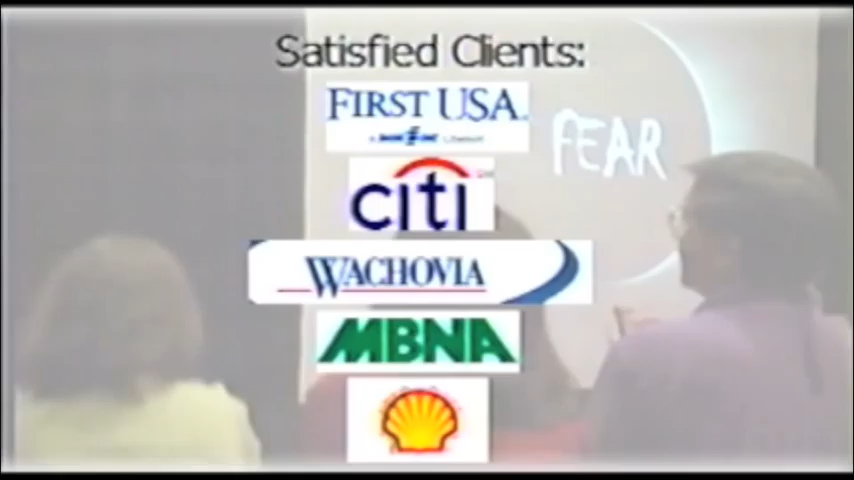 Satisfied Clients:
FIRST USA
FEAR
citi
WACHOVIA
MBNA